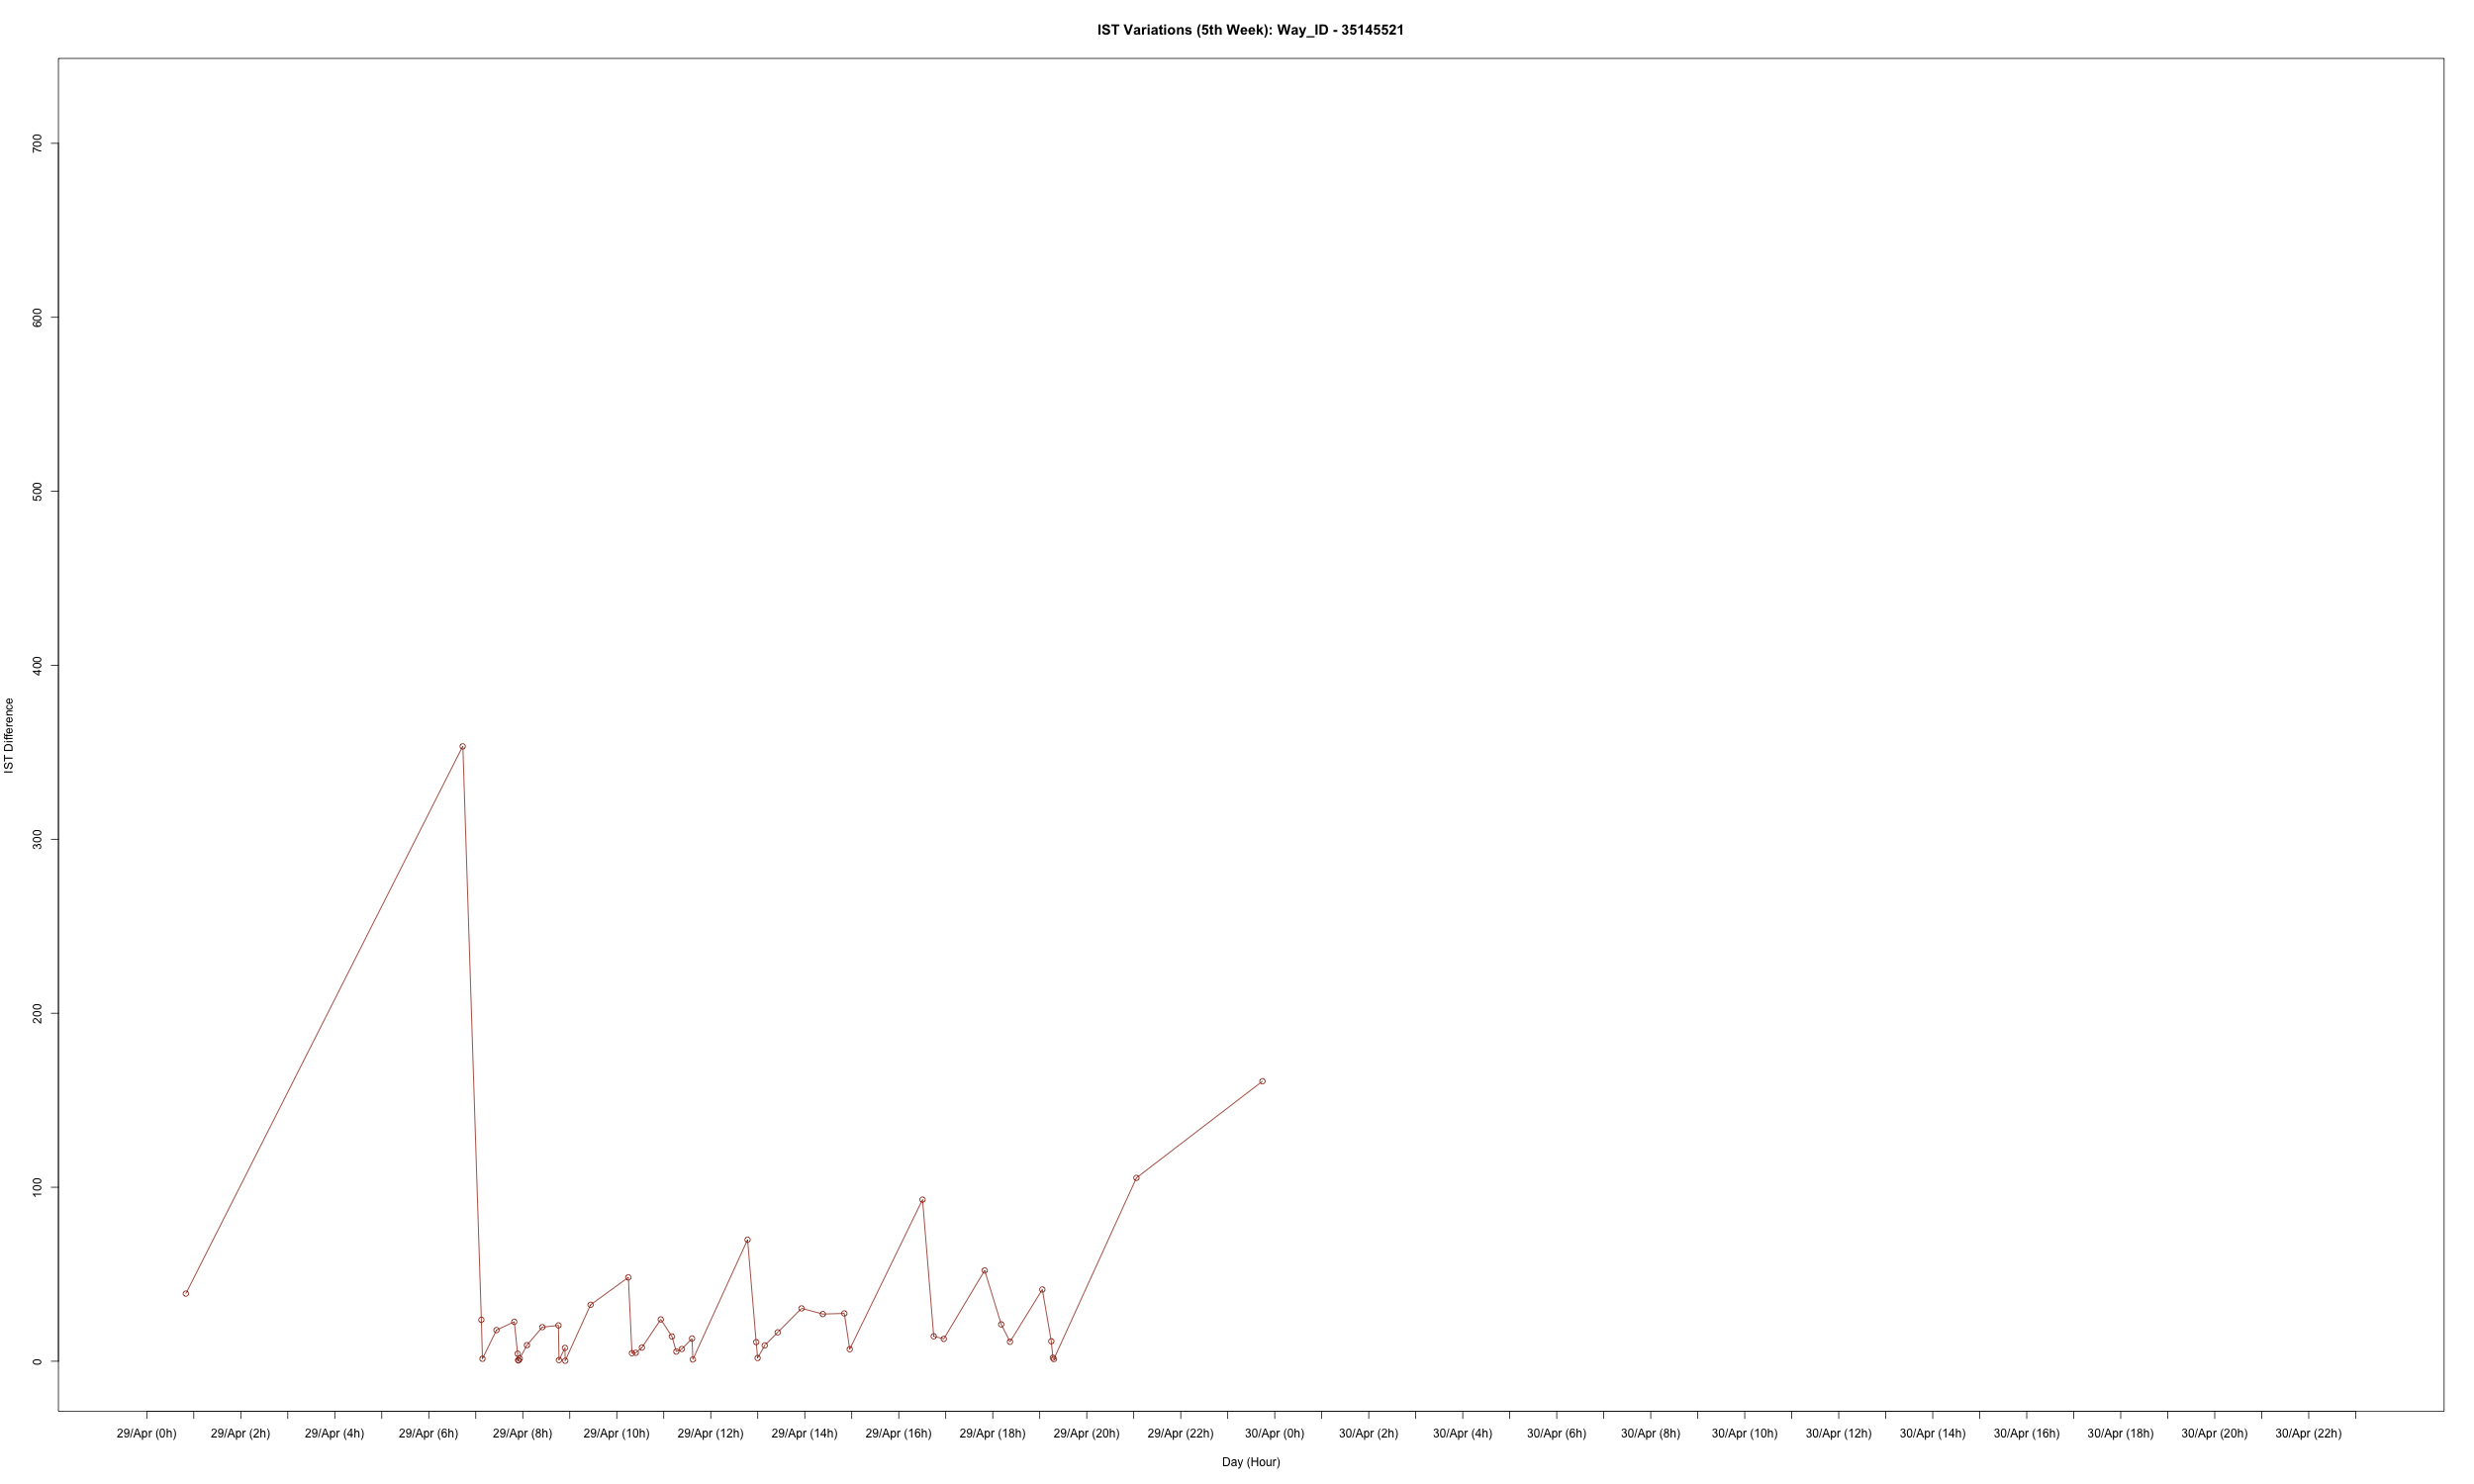 IST Variations (5th Week): Way_ID - 35145521
700
600
500
400
300
200
100
0
IST Difference
29/Apr (0h) 29/Apr (2h) 29/Apr (4h) 29/Apr (6h) 29/Apr (8h) 29/Apr (10h) 29/Apr (12h) 29/Apr (14h) 29/Apr (16h) 29/Apr (18h) 29/Apr (20h) 29/Apr (22h) 30/Apr (0h) 30/Apr (2h) 30/Apr (4h) 30/Apr (6h) 30/Apr (8h) 30/Apr (10h) 30/Apr (12h) 30/Apr (14h) 30/Apr (16h) 30/Apr (18h) 30/Apr (20h) 30/Apr (22h)
Day (Hour)